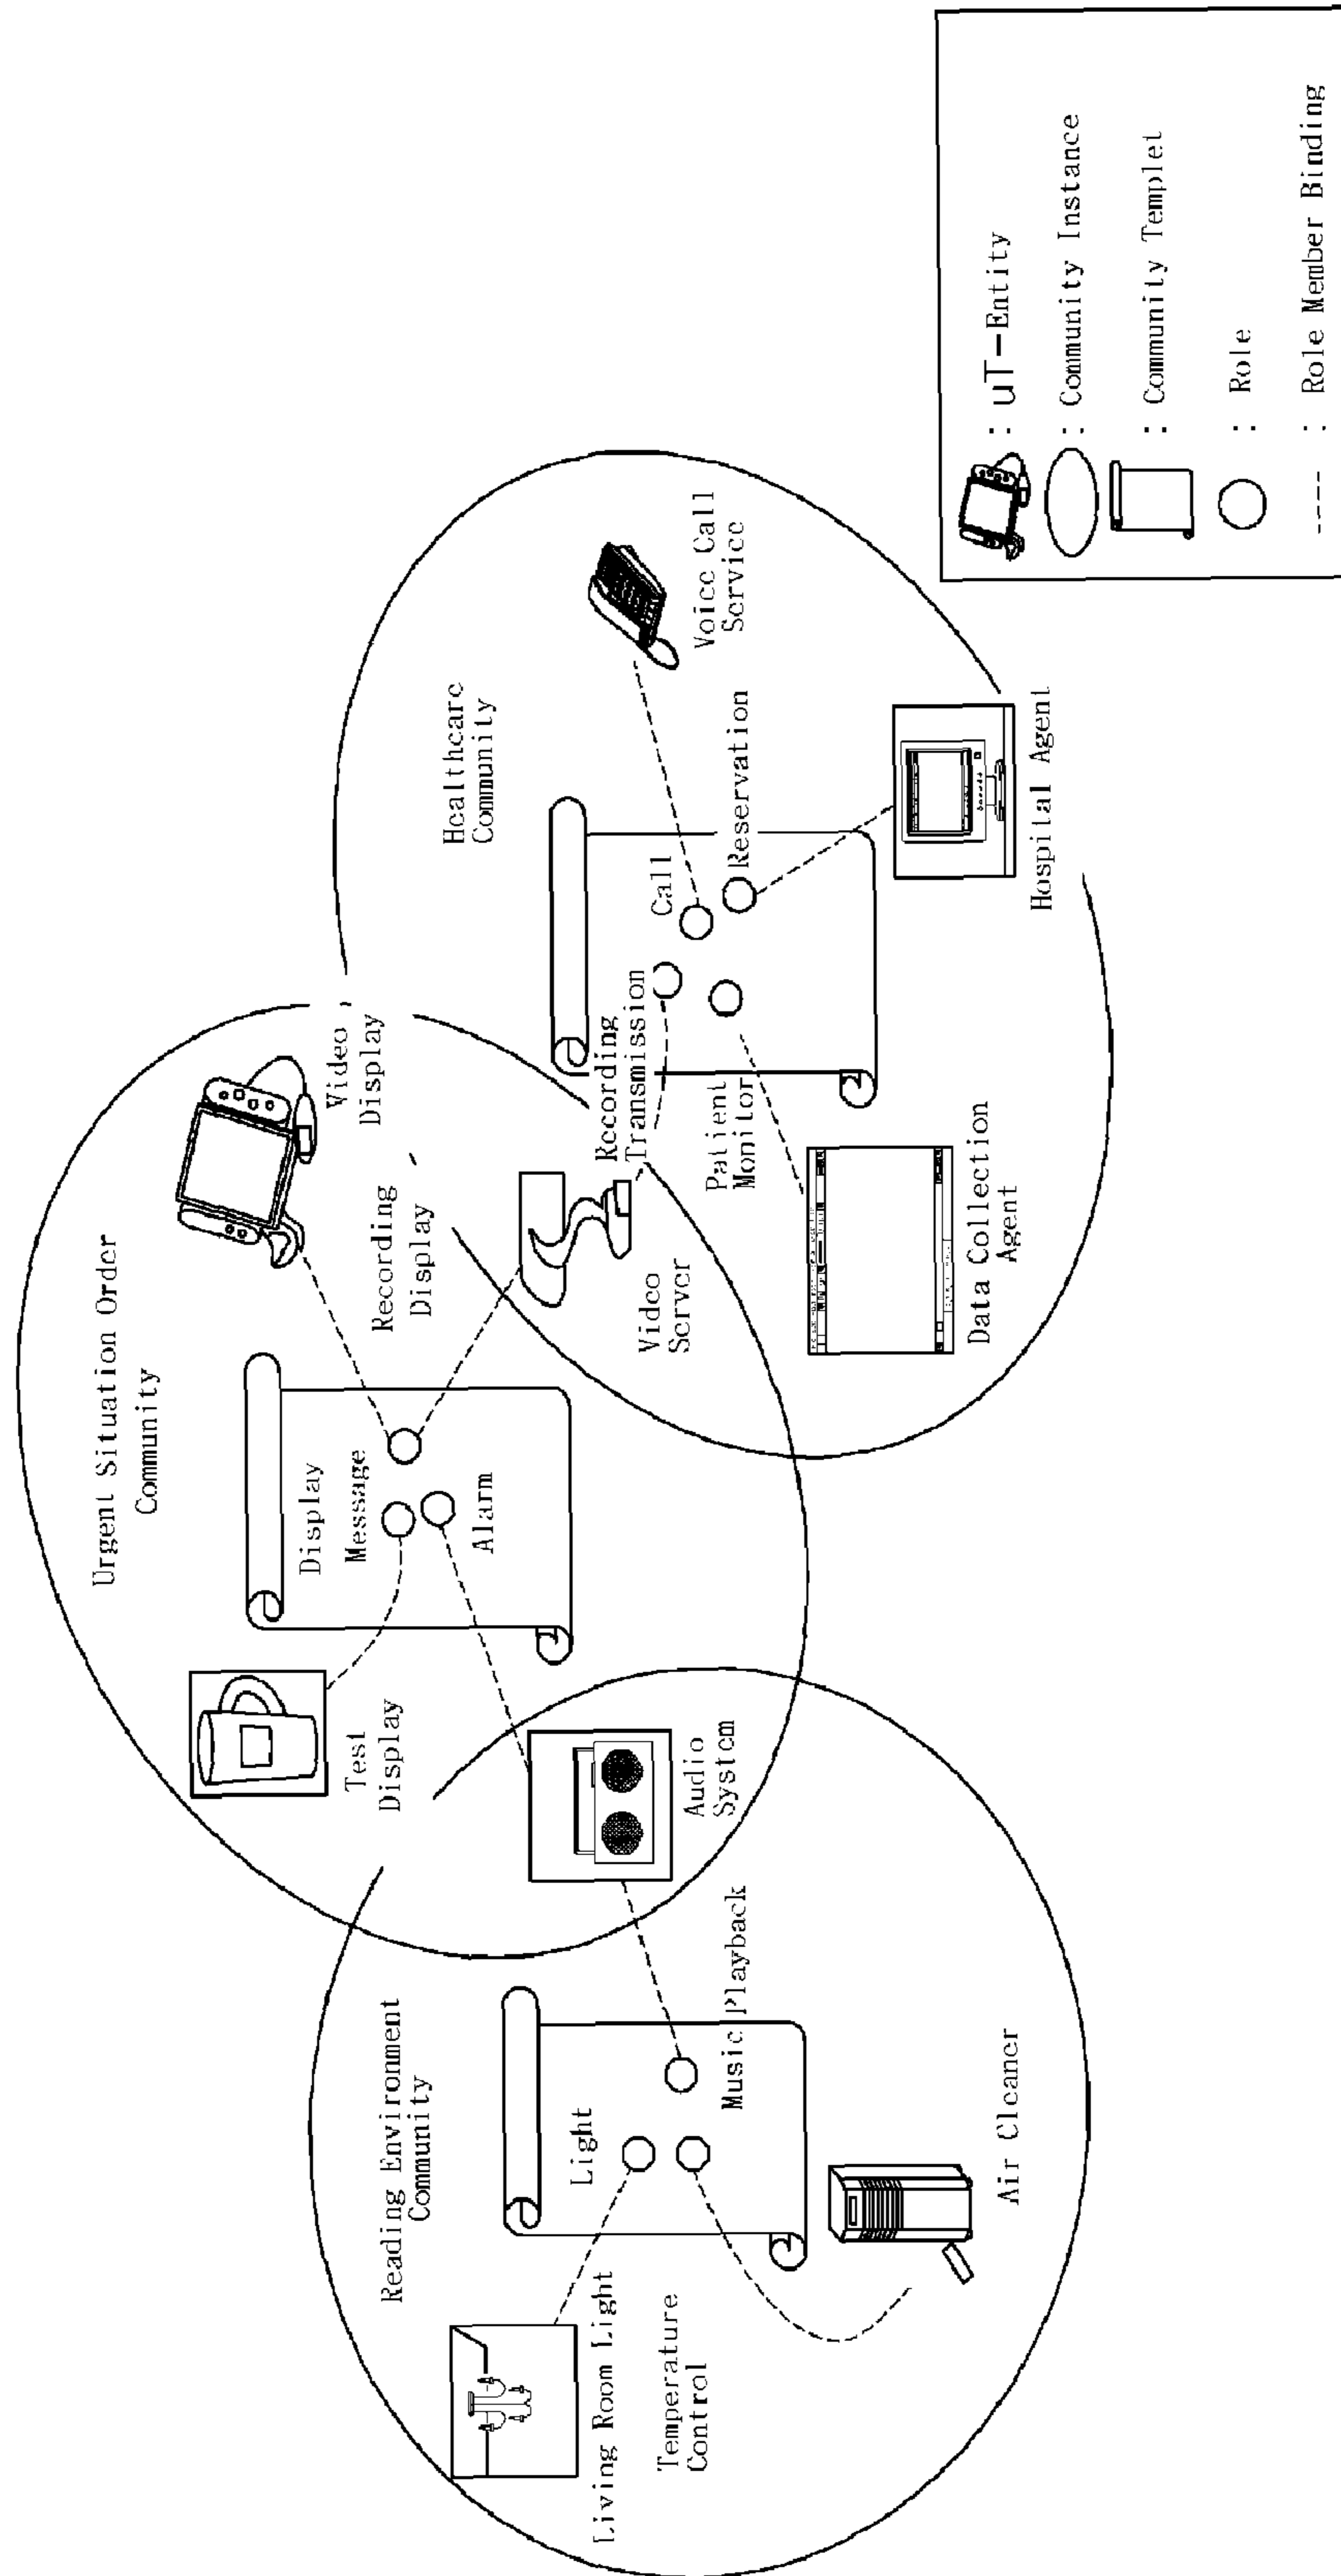 Urgent Situation Order
Community
Test
Display
Display
Message
Alarm
Recording
Display
Video
Display
Reading Environment
Community
Living Room Light
Light
Temperature
Control
Music Playback
Audio
System
Air Cleaner
Healthcare
Community
Video
Server
Recording
Transmission
Call
Reservation
Patient
Monitor
Voice Call
Service
Data Collection
Agent
Hospital Agent
: uT-Entity
: Community Instance
: Community Templet
: Role
: Role Member Binding